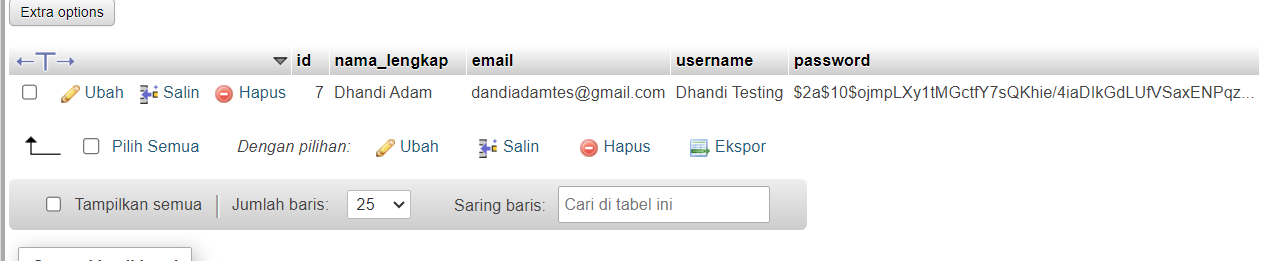 Extra options
id nama_lengkap email username password
Ubah Salin Hapus 7 Dhandi Adam dandiadamtes@gmail.com Dhandi Testing $2a$10$ojmpLXy1tMGctfY7sQKhie/4iaDIkGdLUfVSaxENPqz...
Pilih Semua Dengan pilihan: Ubah Salin Hapus Ekspor
Tampilkan semua Jumlah baris: 25 Saring baris: Cari di tabel ini